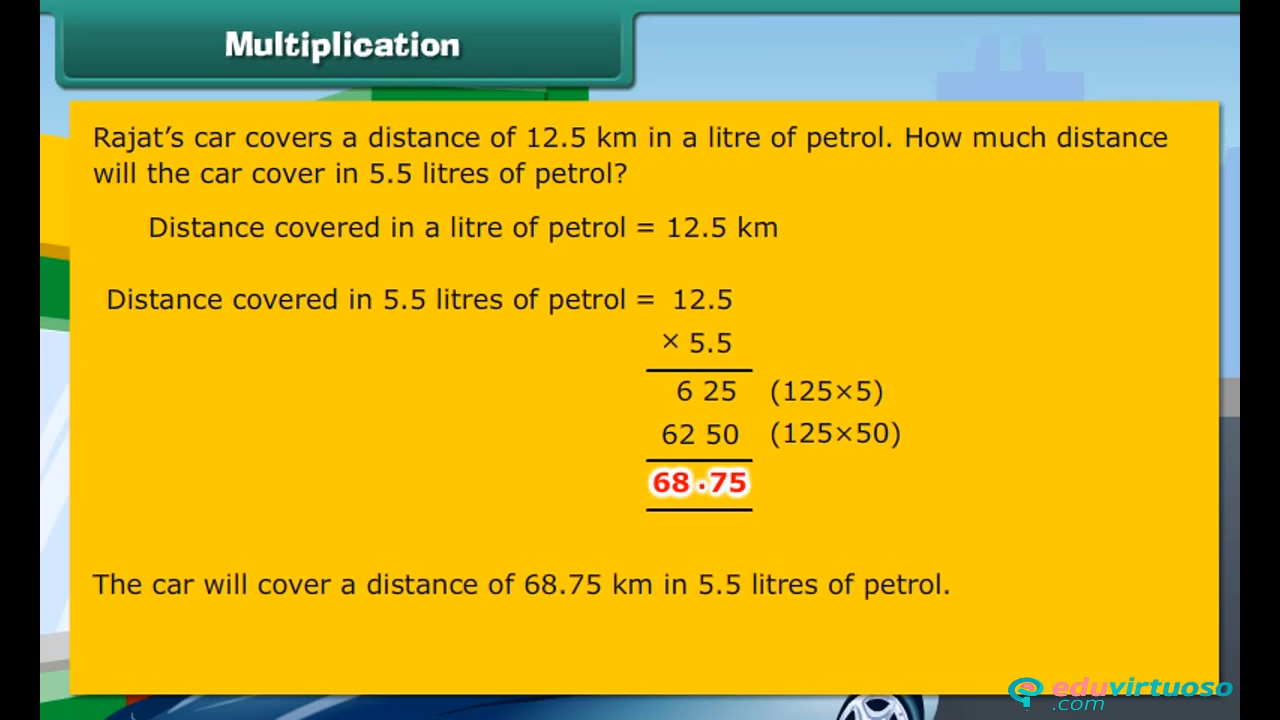 Multiplication
Rajat’s car covers a distance of 12.5 km in a litre of petrol. How much distance
will the car cover in 5.5 litres of petrol?
Distance covered in a litre of petrol = 12.5 km
Distance covered in 5.5 litres of petrol = 12.5
× 5.5
6 25 (125×5)
62 50 (125×50)
68.75
The car will cover a distance of 68.75 km in 5.5 litres of petrol.
eduvirtuoso
.com